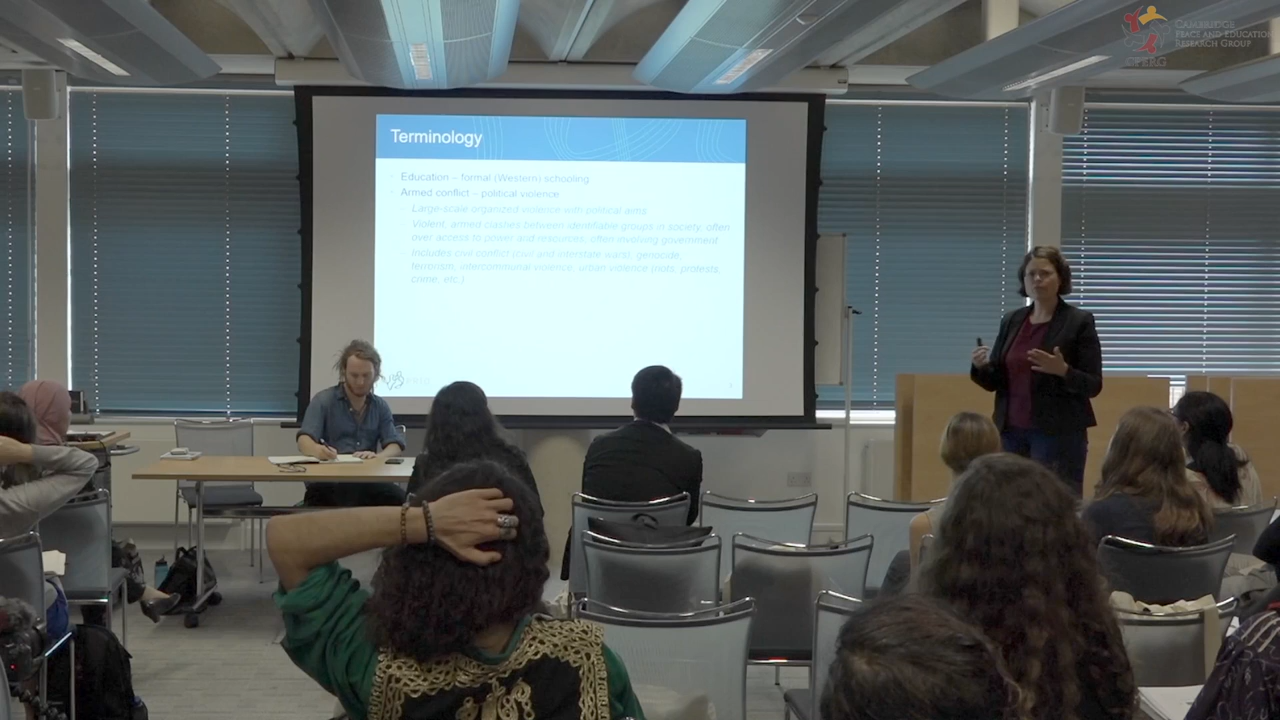 CAMBRIDGE
PEACE AND EDUCATION
RESEARCH GROUP
CPERG
Terminology
Education – formal (Western) schooling
Armed conflict – political violence
Large-scale organized violence with political aims
Violent, armed clashes between identifiable groups in society, often
over access to power and resources, often involving government
Includes civil conflict (civil and interstate wars), genocide,
terrorism, intercommunal violence, urban violence (riots, protests,
crime, etc.)